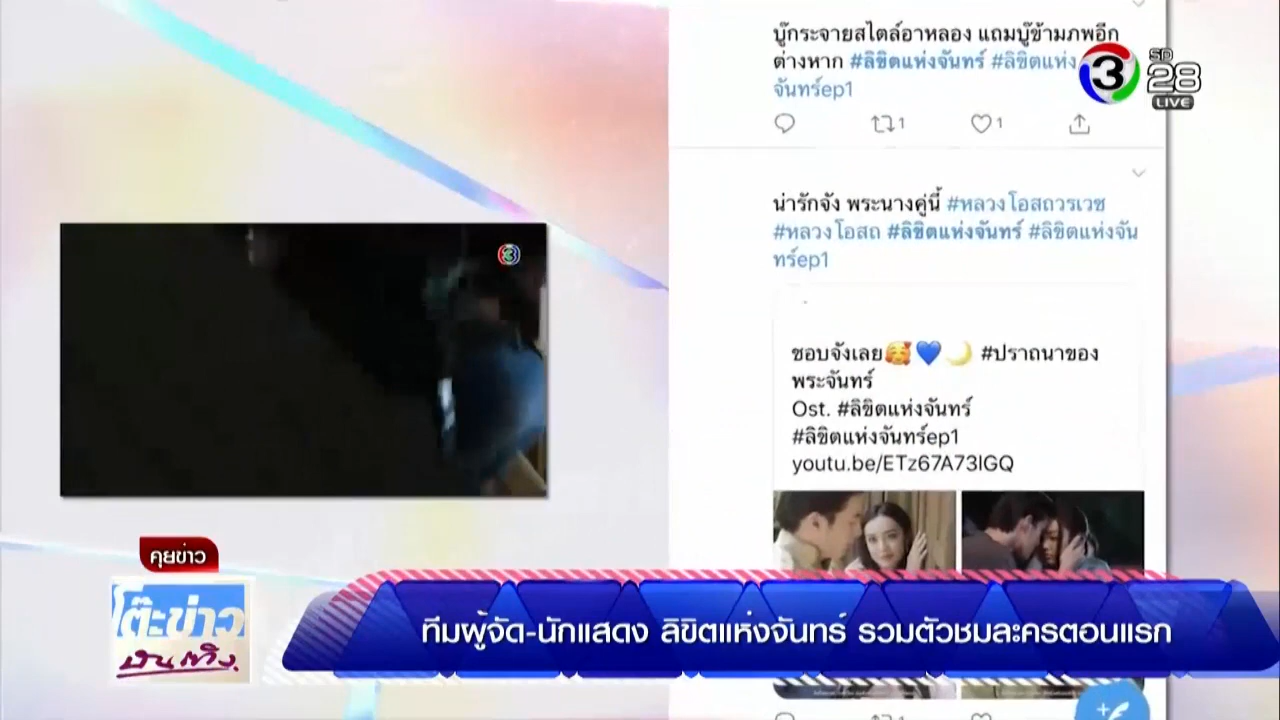 บู๊กระจายสไตล์อาหลอง แถมบู๊ข้ามภพอีก
ต่างหาก #ลิขิตแห่งจันทร์ #ลิขิตแห่ง
จันทร์ep1
1
1
3
SD
28
LIVE
น่ารักจัง พระนางคู่นี้ #หลวงโอสถวรเวช
#หลวงโอสถ #ลิขิตแห่งจันทร์ #ลิขิตแห่งจัน
ทร์ep1
3
ชอบจังเลย🥰💙🌙 #ปราถนาของ
พระจันทร์
Ost. #ลิขิตแห่งจันทร์
#ลิขิตแห่งจันทร์ep1
youtu.be/ETz67A73lGQ
คุยข่าว
โต๊ะข่าว
บันเทิง
ทีมผู้จัด-นักแสดง ลิขิตแห่งจันทร์ รวมตัวชมละครตอนแรก